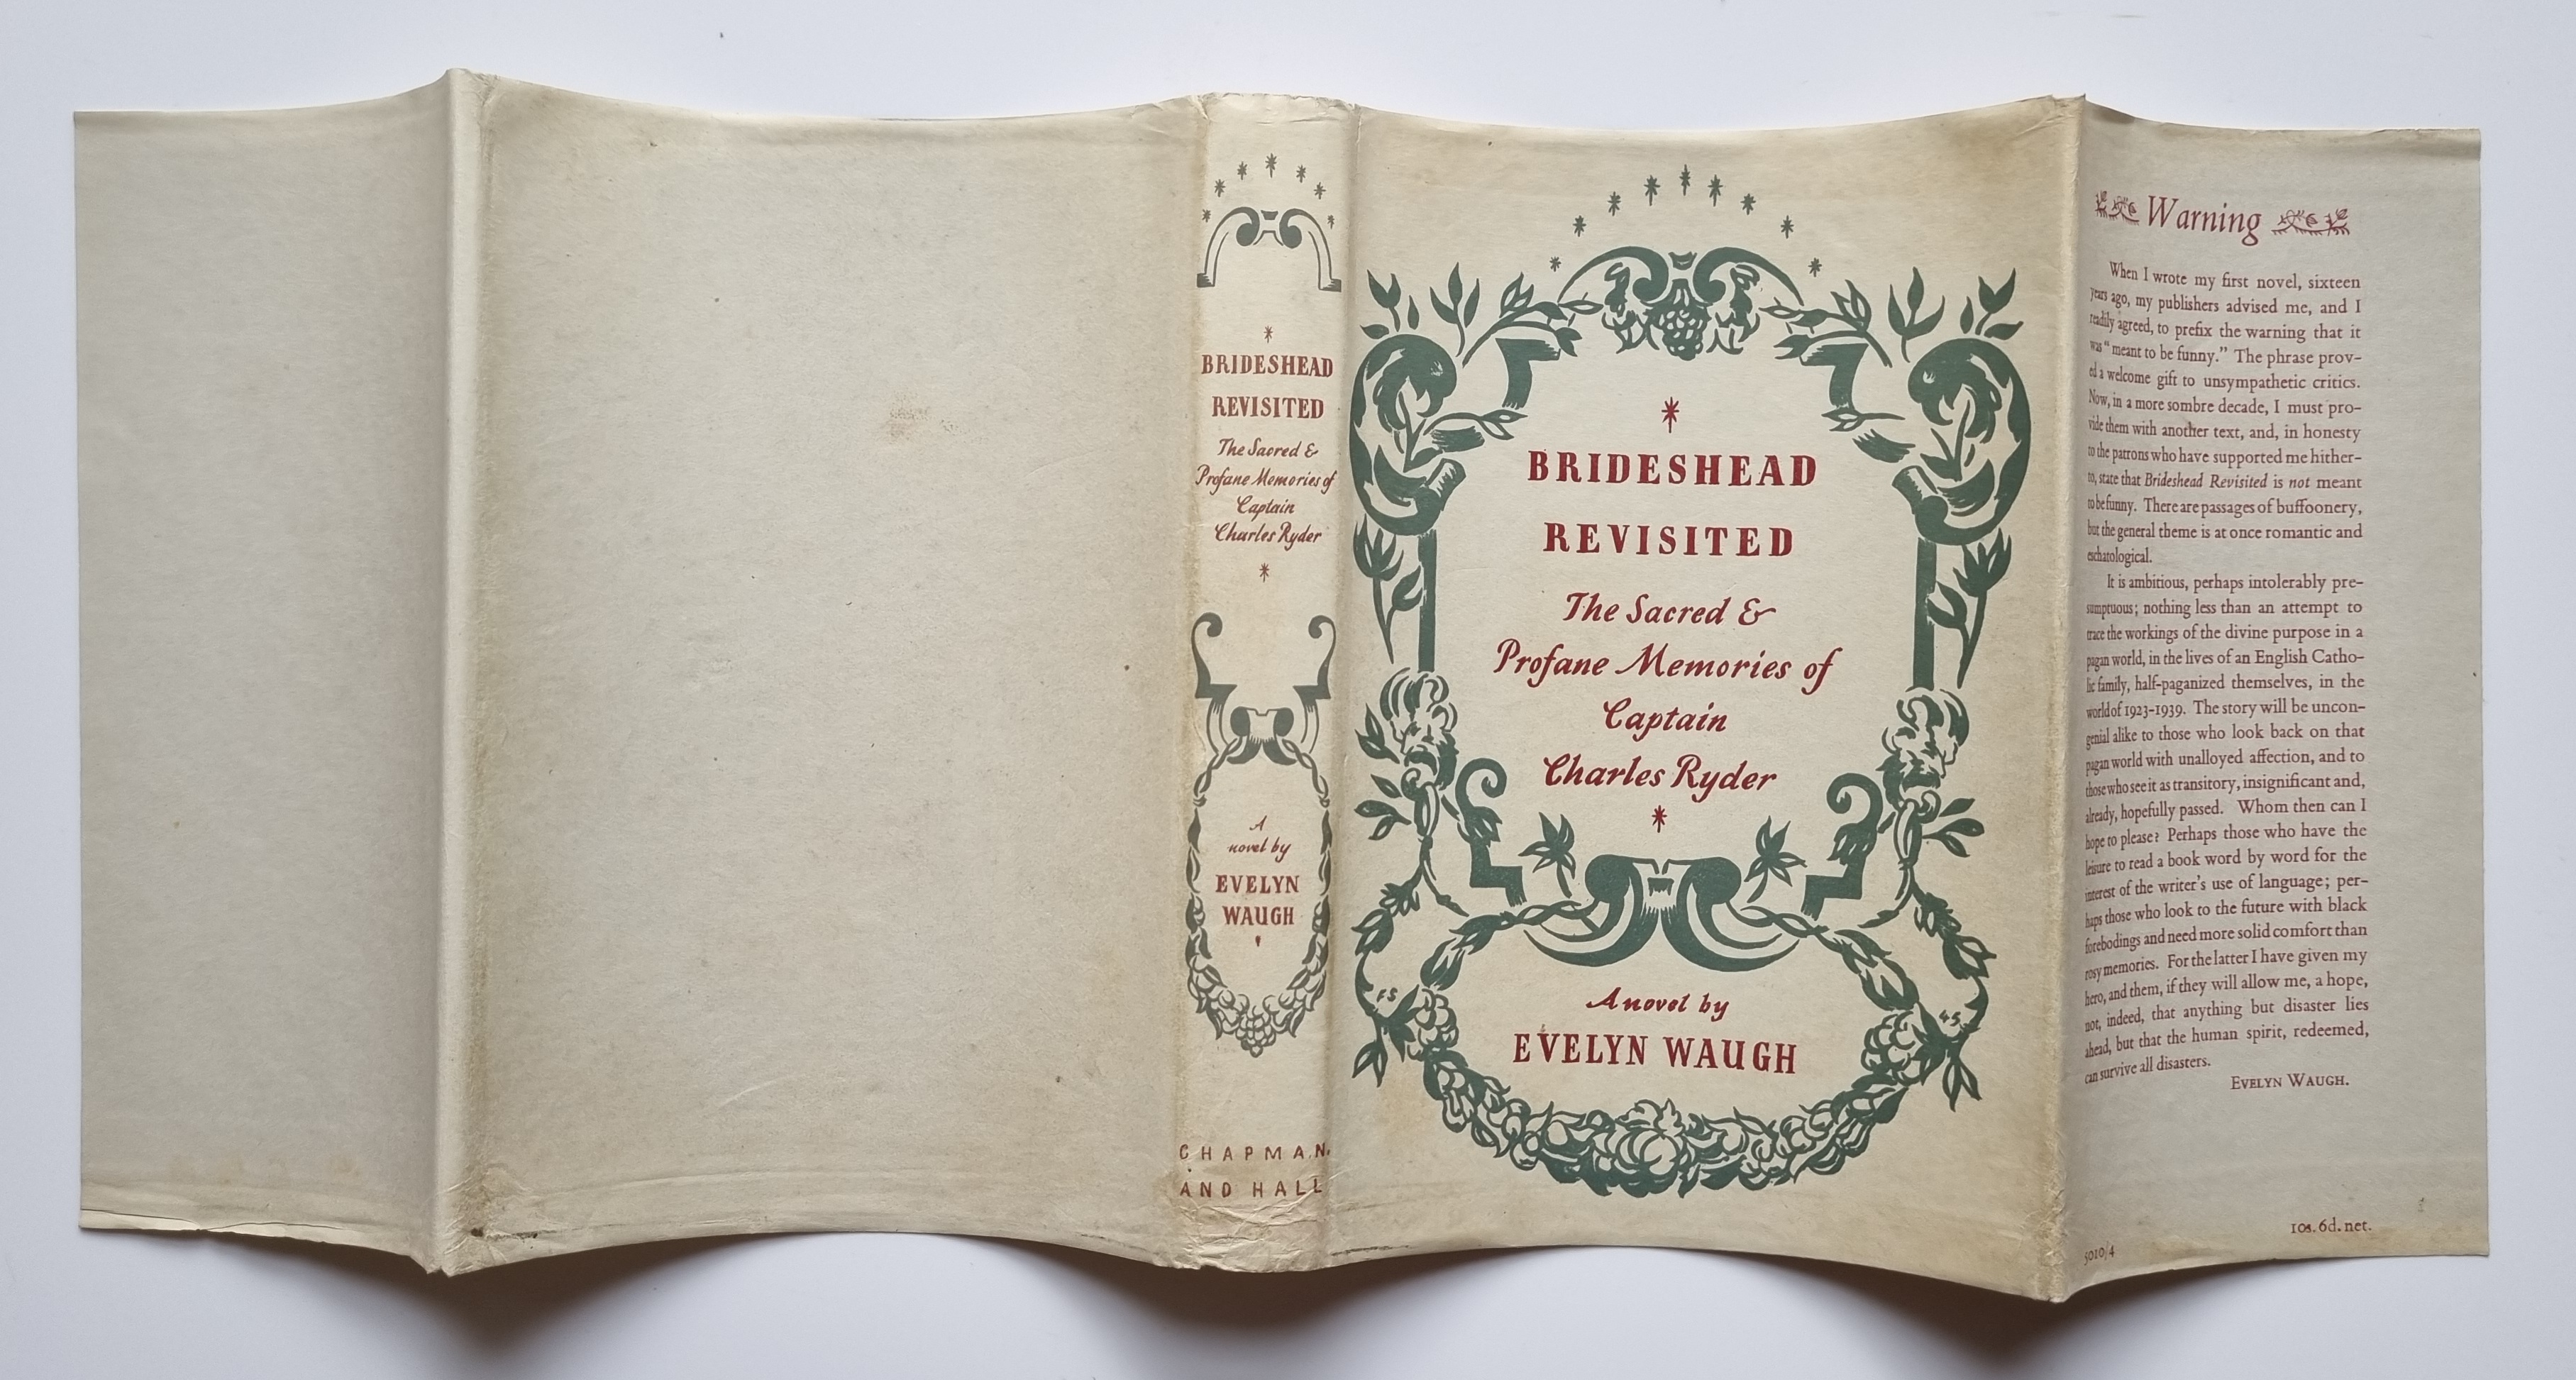 BRIDESHEAD
REVISITED
The Sacred &
Profane Memories of
Captain
Charles Ryder
A
novel by
EVELYN
WAUGH
CHAPMAN
AND HALL
BRIDESHEAD
REVISITED
The Sacred &
Profane Memories of
Captain
Charles Ryder
A novel by
EVELYN WAUGH
Warning
When I wrote my first novel, sixteen
years ago, my publishers advised me, and I
readily agreed, to prefix the warning that it
was "meant to be funny." The phrase prov-
ed a welcome gift to unsympathetic critics.
Now, in a more sombre decade, I must pro-
vide them with another text, and, in honesty
to the patrons who have supported me hither-
to, state that Brideshead Revisited is not meant
to be funny. There are passages of buffoonery,
but the general theme is at once romantic and
eschatological.
It is ambitious, perhaps intolerably pre-
sumptuous; nothing less than an attempt to
trace the workings of the divine purpose in a
pagan world, in the lives of an English Catho-
lic family, half-paganized themselves, in the
world of 1923-1939. The story will be uncon-
genial alike to those who look back on that
pagan world with unalloyed affection, and to
those who see it as transitory, insignificant and,
already, hopefully passed. Whom then can I
hope to please? Perhaps those who have the
leisure to read a book word by word for the
interest of the writer's use of language; per-
haps those who look to the future with black
forebodings and need more solid comfort than
rosy memories. For the latter I have given my
hero, and them, if they will allow me, a hope,
not, indeed, that anything but disaster lies
ahead, but that the human spirit, redeemed,
can survive all disasters.
EVELYN WAUGH.
10s. 6d. net.
5010/4